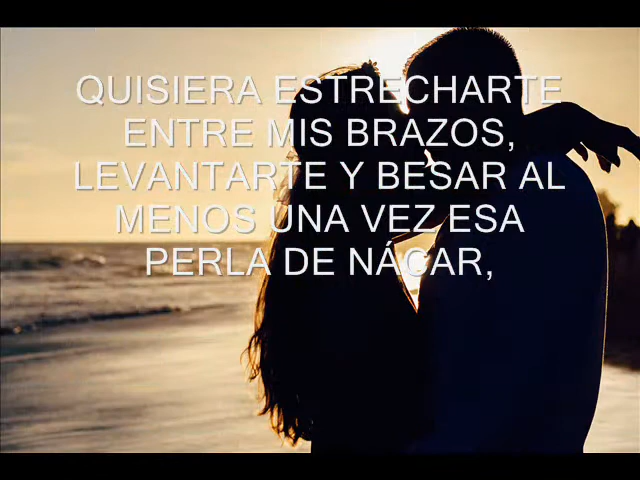 QUISIERA ESTRECHARTE
ENTRE MIS BRAZOS,
LEVANTARTE Y BESAR AL
MENOS UNA VEZ ESA
PERLA DE NÁCAR,